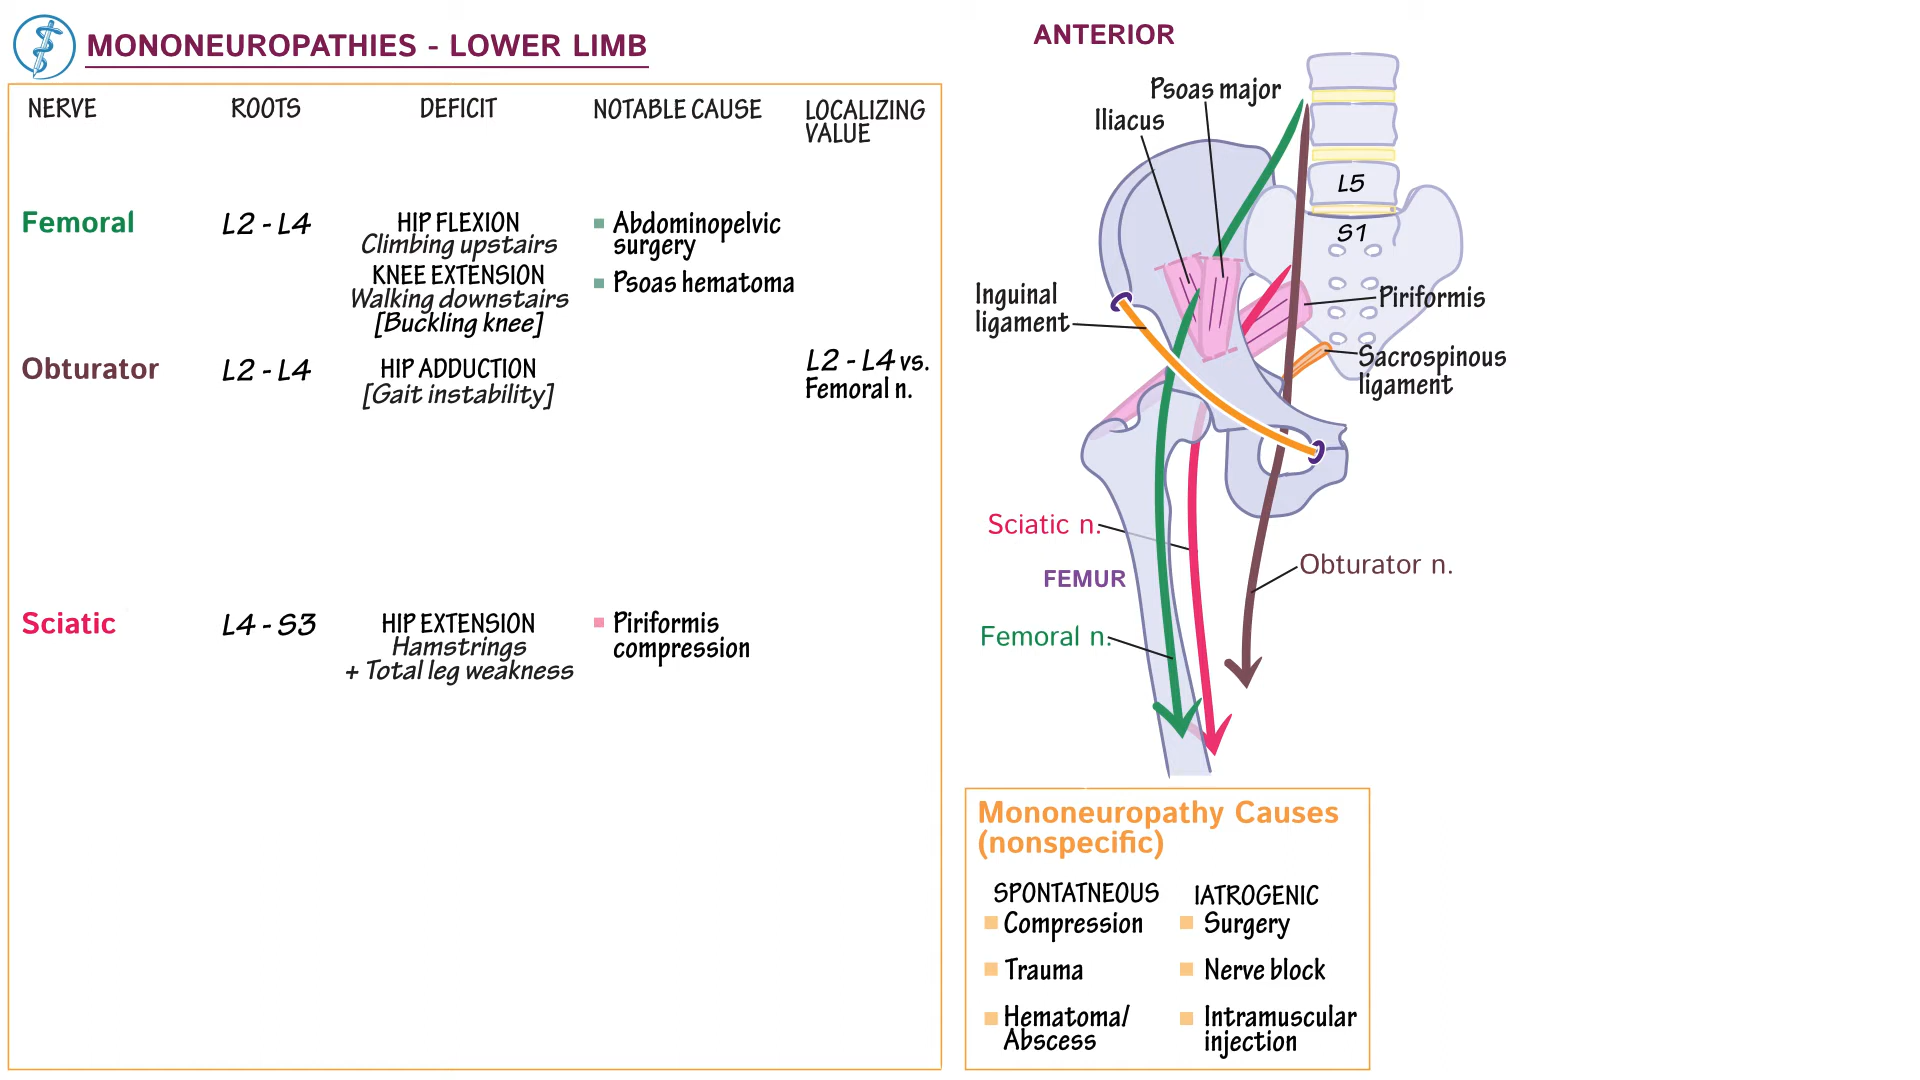 MONONEUROPATHIES - LOWER LIMB
NERVE ROOTS DEFICIT NOTABLE CAUSE LOCALIZING
VALUE
Femoral L2 - L4 HIP FLEXION
Climbing upstairs
KNEE EXTENSION
Walking downstairs
[Buckling knee]
Abdominopelvic
surgery
Psoas hematoma
Obturator L2 - L4 HIP ADDUCTION
[Gait instability]
L2 - L4 vs.
Femoral n.
Sciatic L4 - S3 HIP EXTENSION
Hamstrings
+ Total leg weakness
Piriformis
compression
ANTERIOR
Psoas major
Iliacus
L5
S1
Inguinal
ligament
Piriformis
Sacrospinous
ligament
Sciatic n.
FEMUR
Obturator n.
Femoral n.
Mononeuropathy Causes
(nonspecific)
SPONTATNEOUS
Compression
Trauma
Hematoma/
Abscess
IATROGENIC
Surgery
Nerve block
Intramuscular
injection